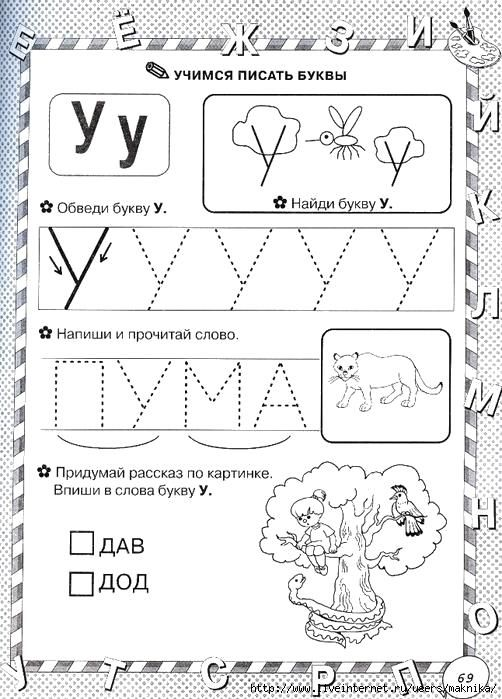 Е Ё Ж З И Й
УЧИМСЯ ПИСАТЬ БУКВЫ
У у
Найди букву У.
Обведи букву У.
У У У У У
Напиши и прочитай слово.
ПУМА
Придумай рассказ по картинке.
Впиши в слова букву У.
ДАВ
ДОД
К
Л
М
Н
О
У Т С Р П
69
http://www.liveinternet.ru/users/maknika/